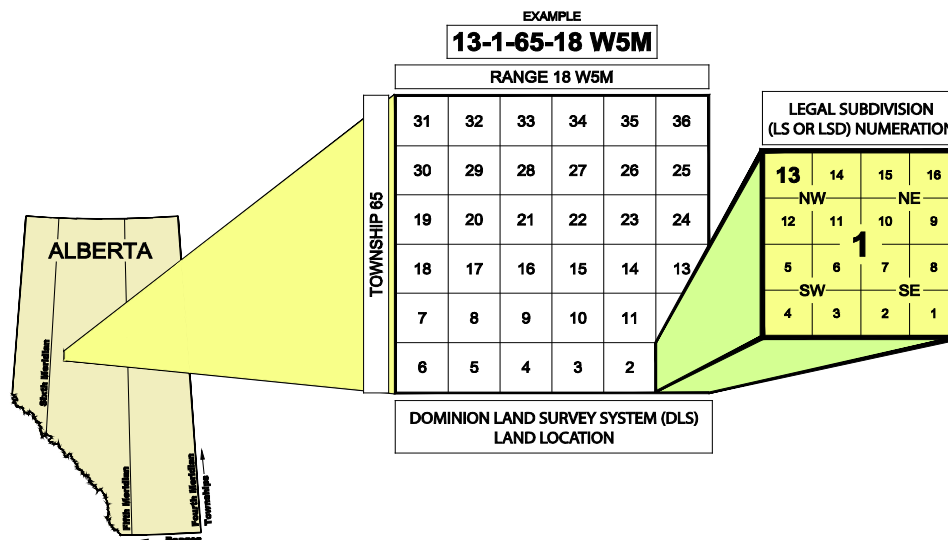 EXAMPLE
13-1-65-18 W5M
RANGE 18 W5M
TOWNSHIP 65
31 32 33 34 35 36
30 29 28 27 26 25
19 20 21 22 23 24
18 17 16 15 14 13
7 8 9 10 11
6 5 4 3 2
DOMINION LAND SURVEY SYSTEM (DLS)
LAND LOCATION
LEGAL SUBDIVISION
(LS OR LSD) NUMERATION
13 14 15 16
NW NE
12 11 10 9
1
5 6 7 8
SW SE
4 3 2 1
ALBERTA
Sixth Meridian
Fifth Meridian
Fourth Meridian
Townships